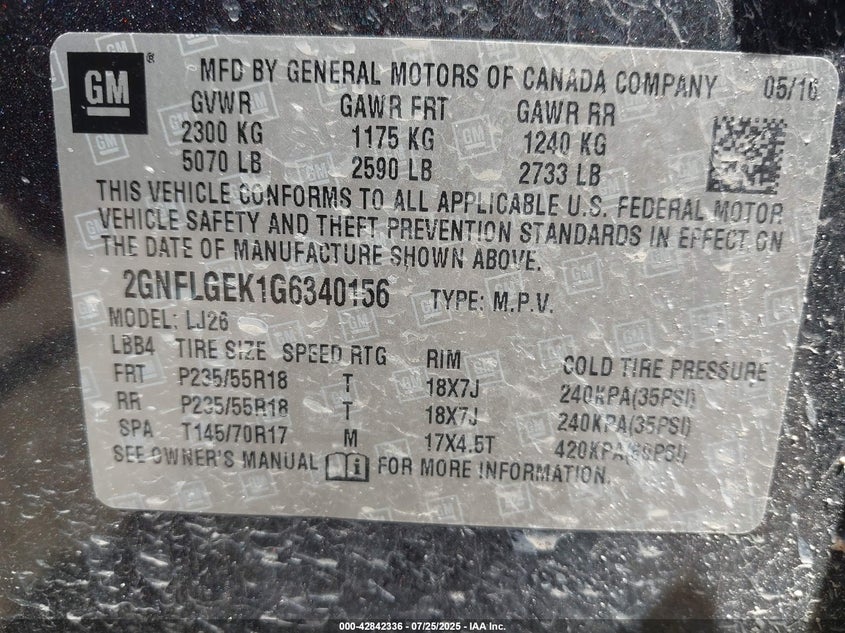 GM ®
MFD BY GENERAL MOTORS OF CANADA COMPANY 05/16
GVWR GAWR FRT GAWR RR
2300 KG 1175 KG 1240 KG
5070 LB 2590 LB 2733 LB
THIS VEHICLE CONFORMS TO ALL APPLICABLE U.S. FEDERAL MOTOR
VEHICLE SAFETY AND THEFT PREVENTION STANDARDS IN EFFECT ON
THE DATE OF MANUFACTURE SHOWN ABOVE.
2GNFLGEK1G6340156 TYPE: M.P.V.
MODEL: LJ26
LBB4 TIRE SIZE SPEED RTG RIM COLD TIRE PRESSURE
FRT P235/55R18 T 18X7J 240KPA(35PSI)
RR P235/55R18 T 18X7J 240KPA(35PSI)
SPA T145/70R17 M 17X4.5T 420KPA(60PSI)
SEE OWNER'S MANUAL FOR MORE INFORMATION.
000-42842336 - 07/25/2025 - IAA Inc.